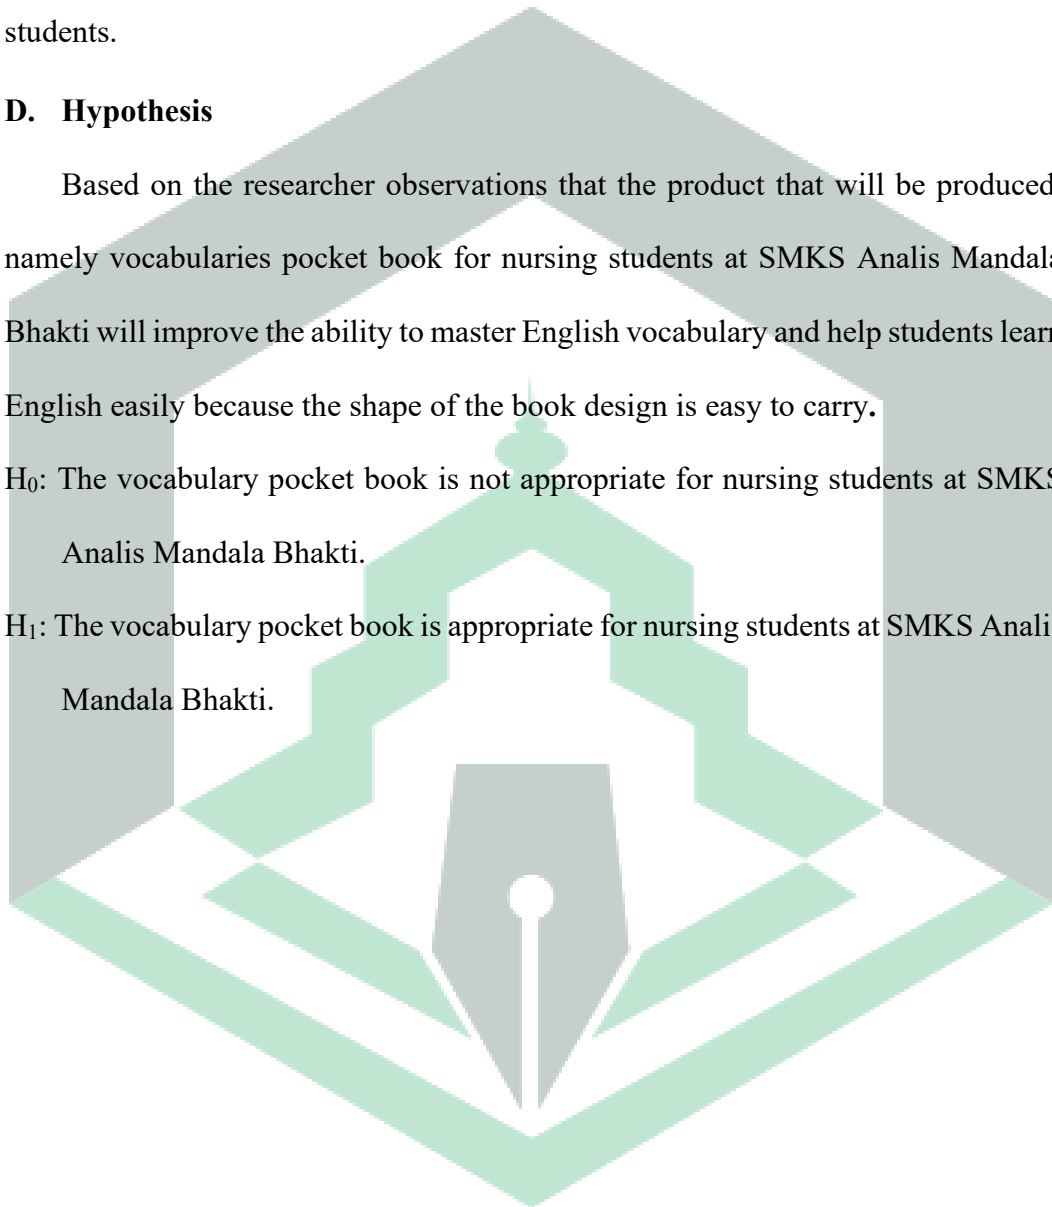 students.
D. Hypothesis
Based on the researcher observations that the product that will be produced
namely vocabularies pocket book for nursing students at SMKS Analis Mandala
Bhakti will improve the ability to master English vocabulary and help students learn
English easily because the shape of the book design is easy to carry.
H₀: The vocabulary pocket book is not appropriate for nursing students at SMKS
Analis Mandala Bhakti.
H₁: The vocabulary pocket book is appropriate for nursing students at SMKS Anali
Mandala Bhakti.